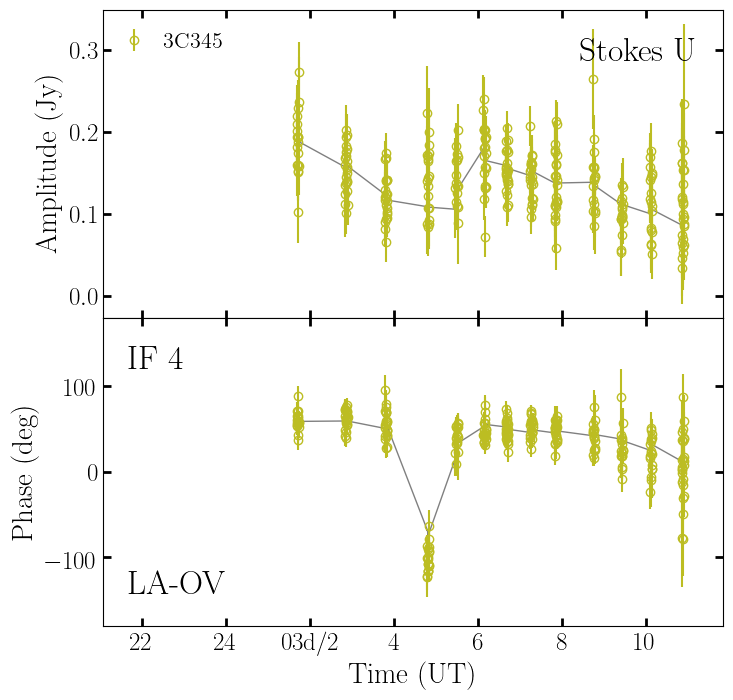 3C345
Stokes U
0.3
0.2
0.1
0.0
Amplitude (Jy)
IF 4
100
0
−100
Phase (deg)
LA-OV
22 24 03d/2 4 6 8 10
Time (UT)